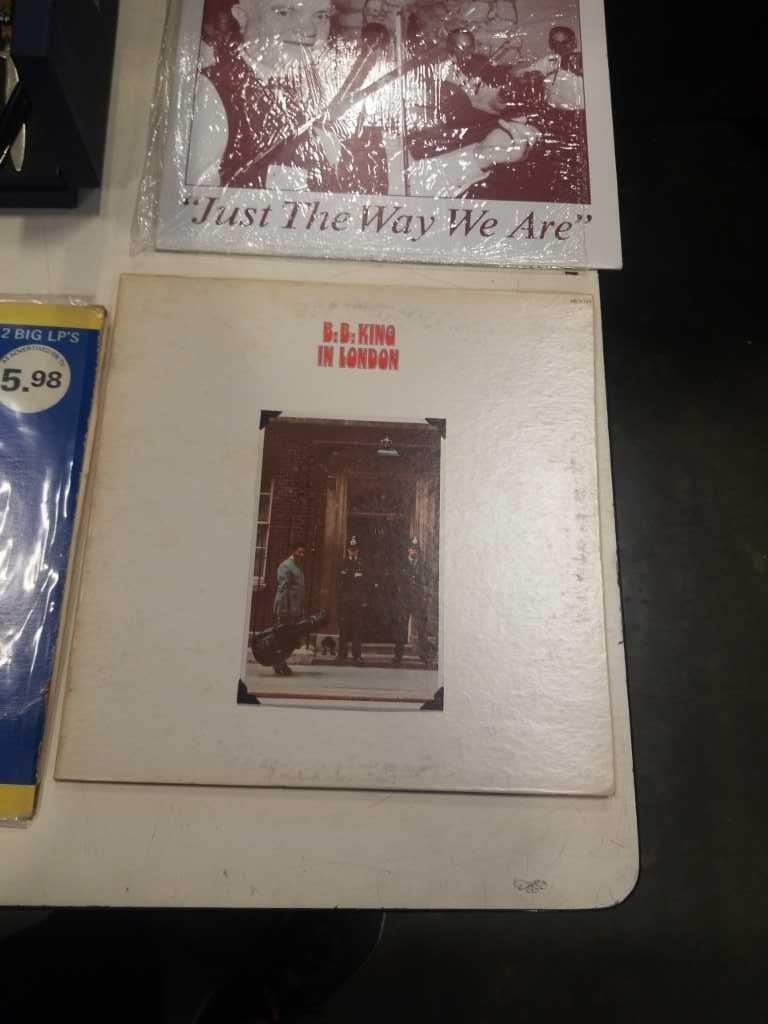 "Just The Way We Are"
2 BIG LP'S
5.98
B. B. KING
IN LONDON